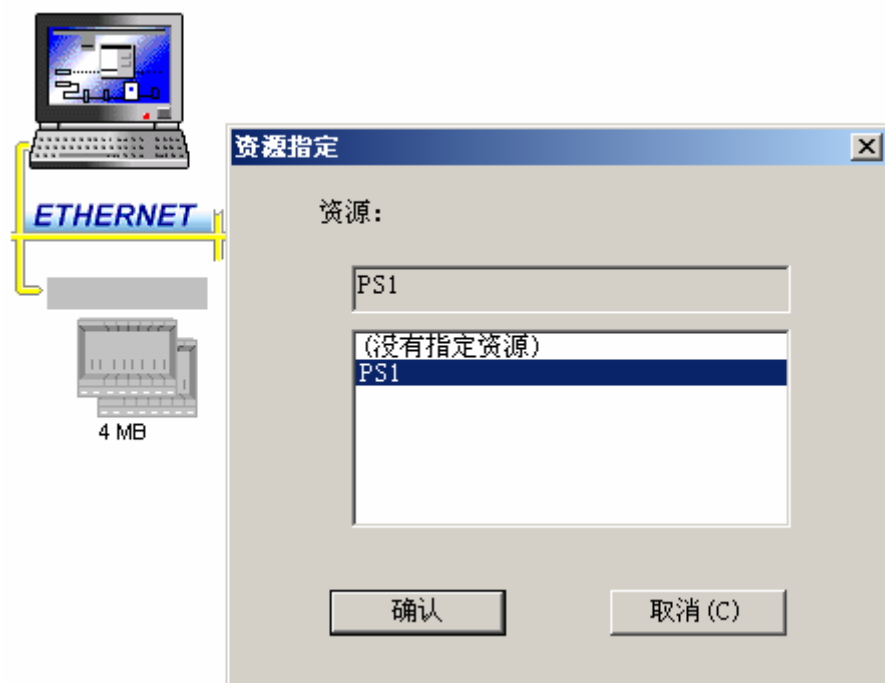 ETHERNET
4 MB
资源指定
资源:
PS1
(没有指定资源)
PS1
确认
取消(C)